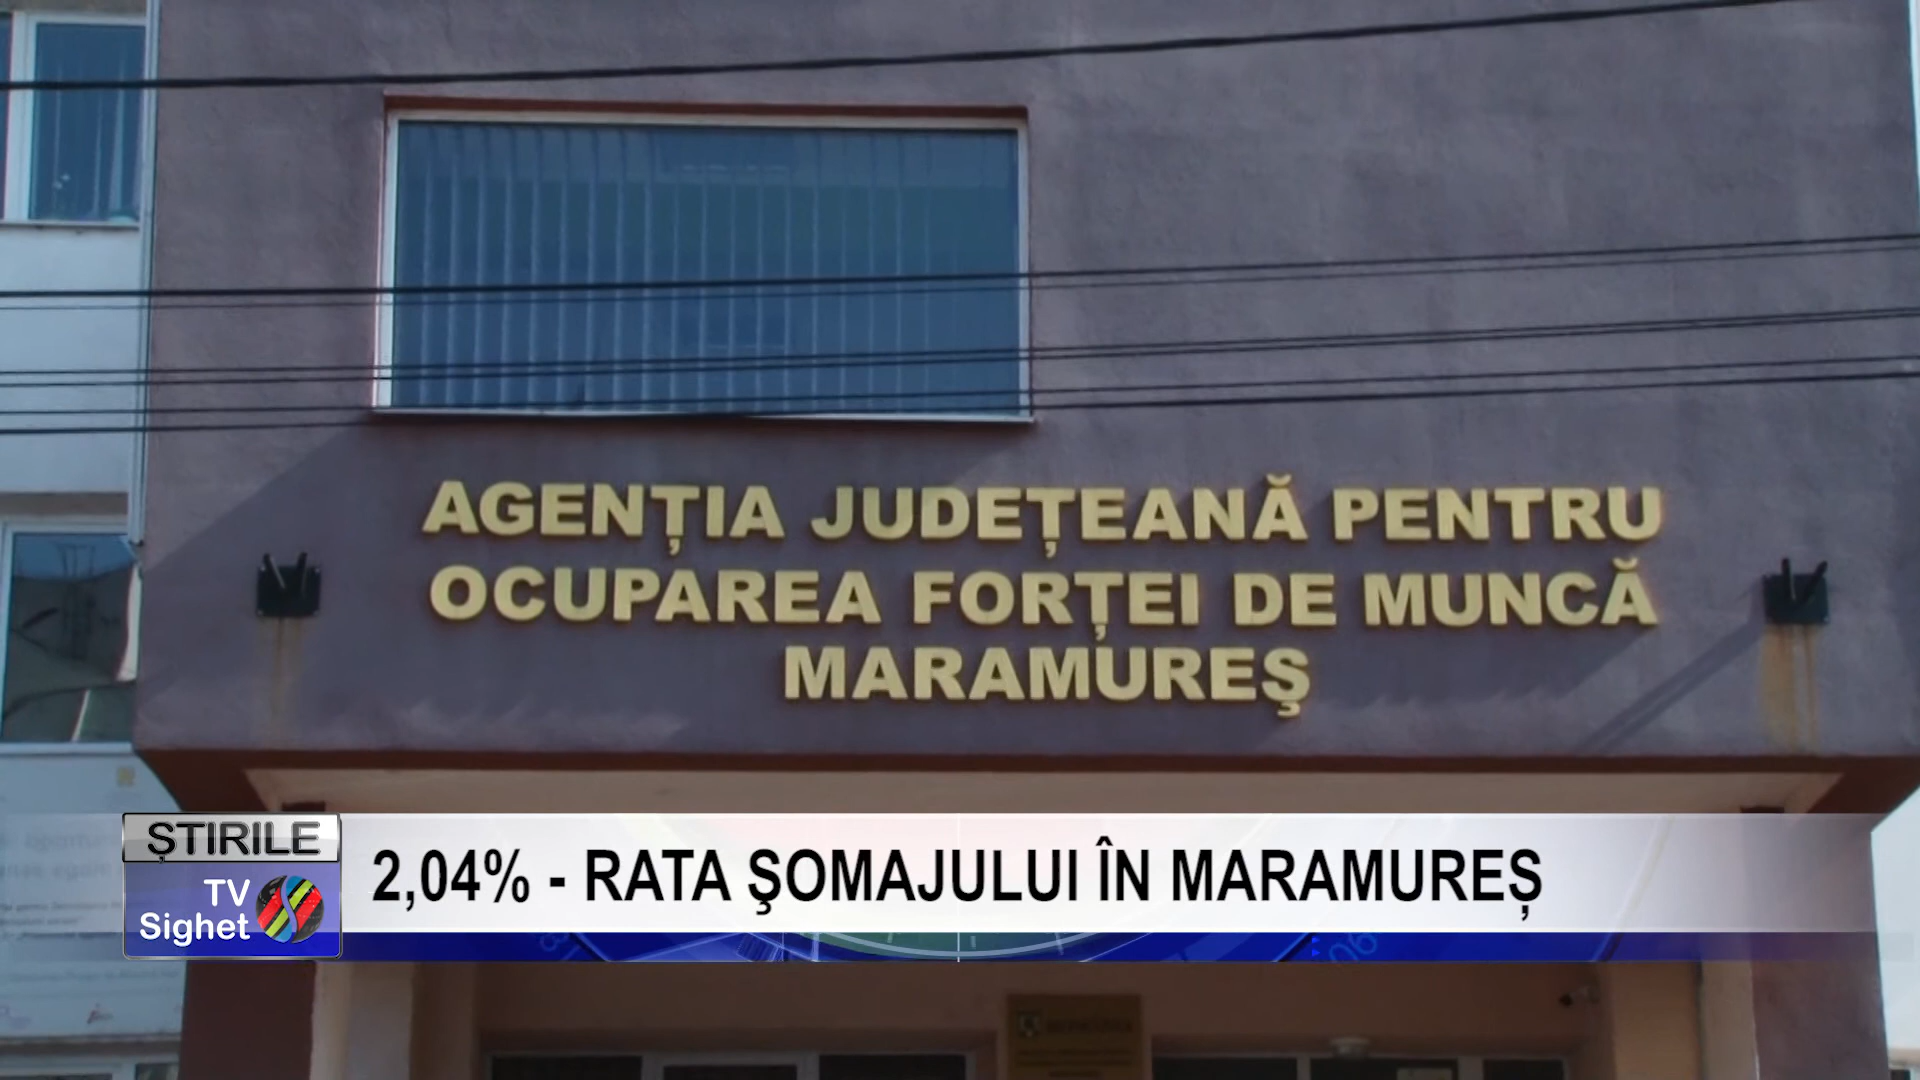 AGENȚIA JUDEȚEANĂ PENTRU
OCUPAREA FORȚEI DE MUNCĂ
MARAMUREŞ
ȘTIRILE
TV
Sighet
2,04% - RATA ŞOMAJULUI ÎN MARAMUREȘ